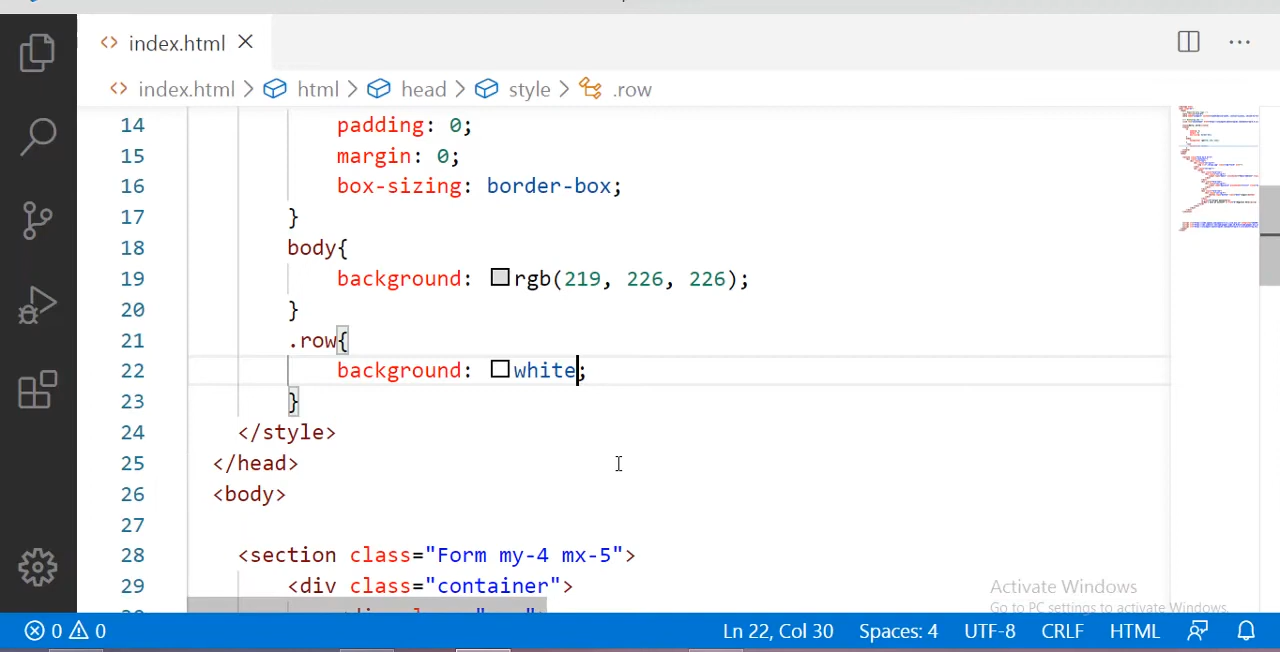 index.html
index.html > html > head > style > .row
14 padding: 0;
15 margin: 0;
16 box-sizing: border-box;
17 }
18 body{
19 background: rgb(219, 226, 226);
20 }
21 .row{
22 background: white;
23 }
24 </style>
25 </head>
26 <body>
27
28 <section class="Form my-4 mx-5">
29 <div class="container">
Activate Windows
Go to PC settings to activate Windows.
0 0 Ln 22, Col 30 Spaces: 4 UTF-8 CRLF HTML